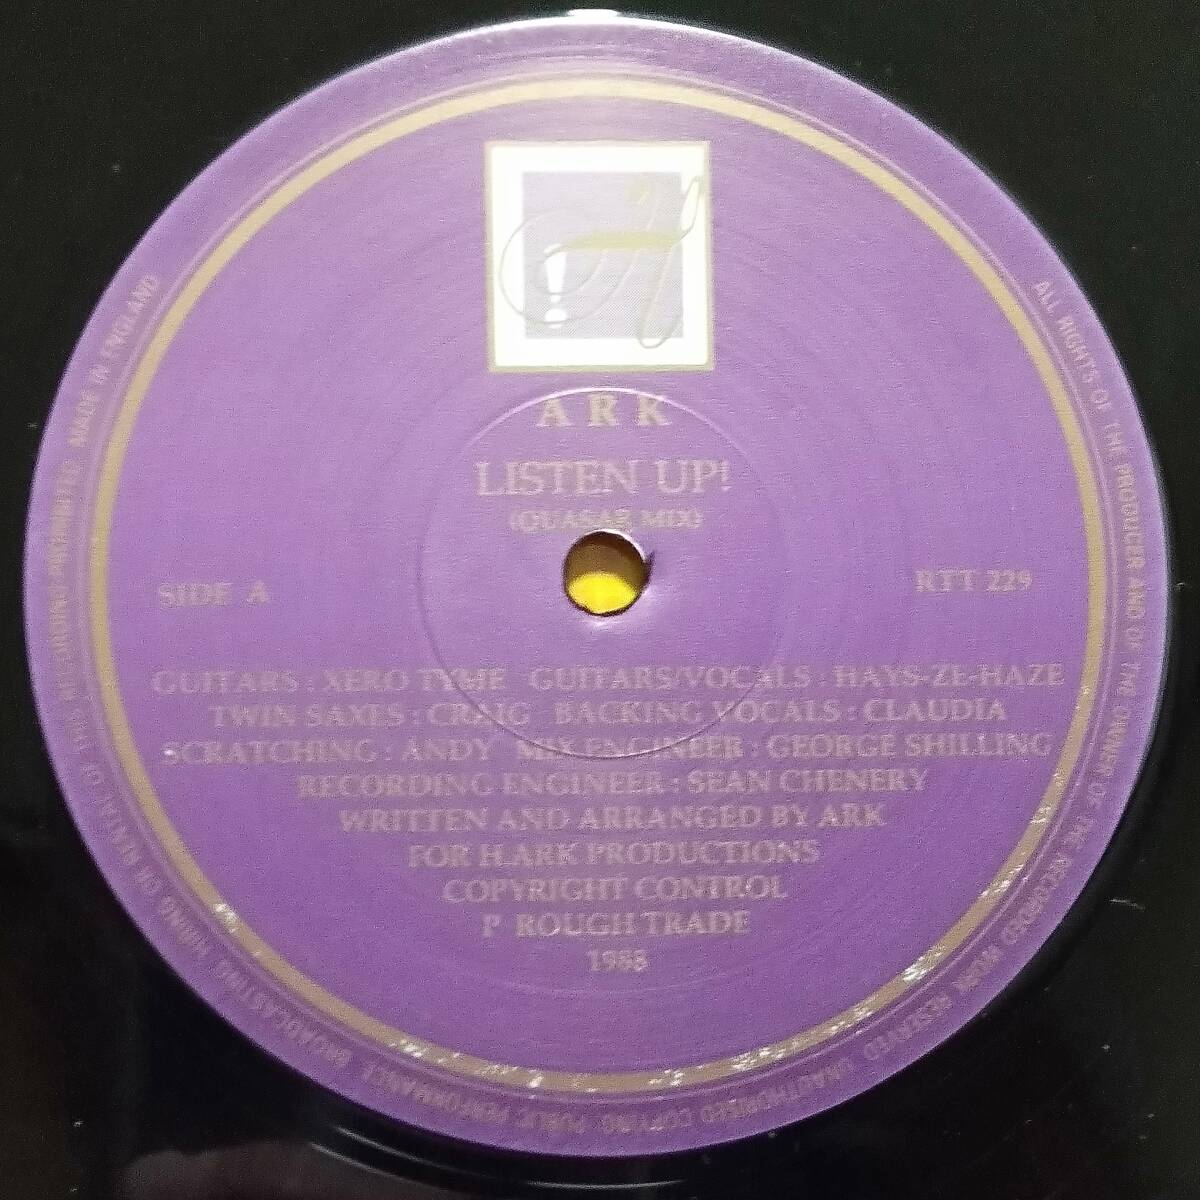 ARK
LISTEN UP!
(QUASAR MIX)
SIDE A
RTT 229
GUITARS : XERO TYME GUITARS/VOCALS : HAYS-ZE-HAZE
TWIN SAXES : CRAIG BACKING VOCALS : CLAUDIA
SCRATCHING : ANDY MIX ENGINEER : GEORGE SHILLING
RECORDING ENGINEER : SEAN CHENERY
WRITTEN AND ARRANGED BY ARK
FOR H.ARK PRODUCTIONS
COPYRIGHT CONTROL
P ROUGH TRADE
1988
ALL RIGHTS OF THE PRODUCER AND OF THE OWNER OF THE RECORDED WORK RESERVED UNAUTHORISED COPYING PUBLIC PERFORMANCE BROADCASTING HIRING OR RENTAL OF THIS RECORDING PROHIBITED MADE IN ENGLAND